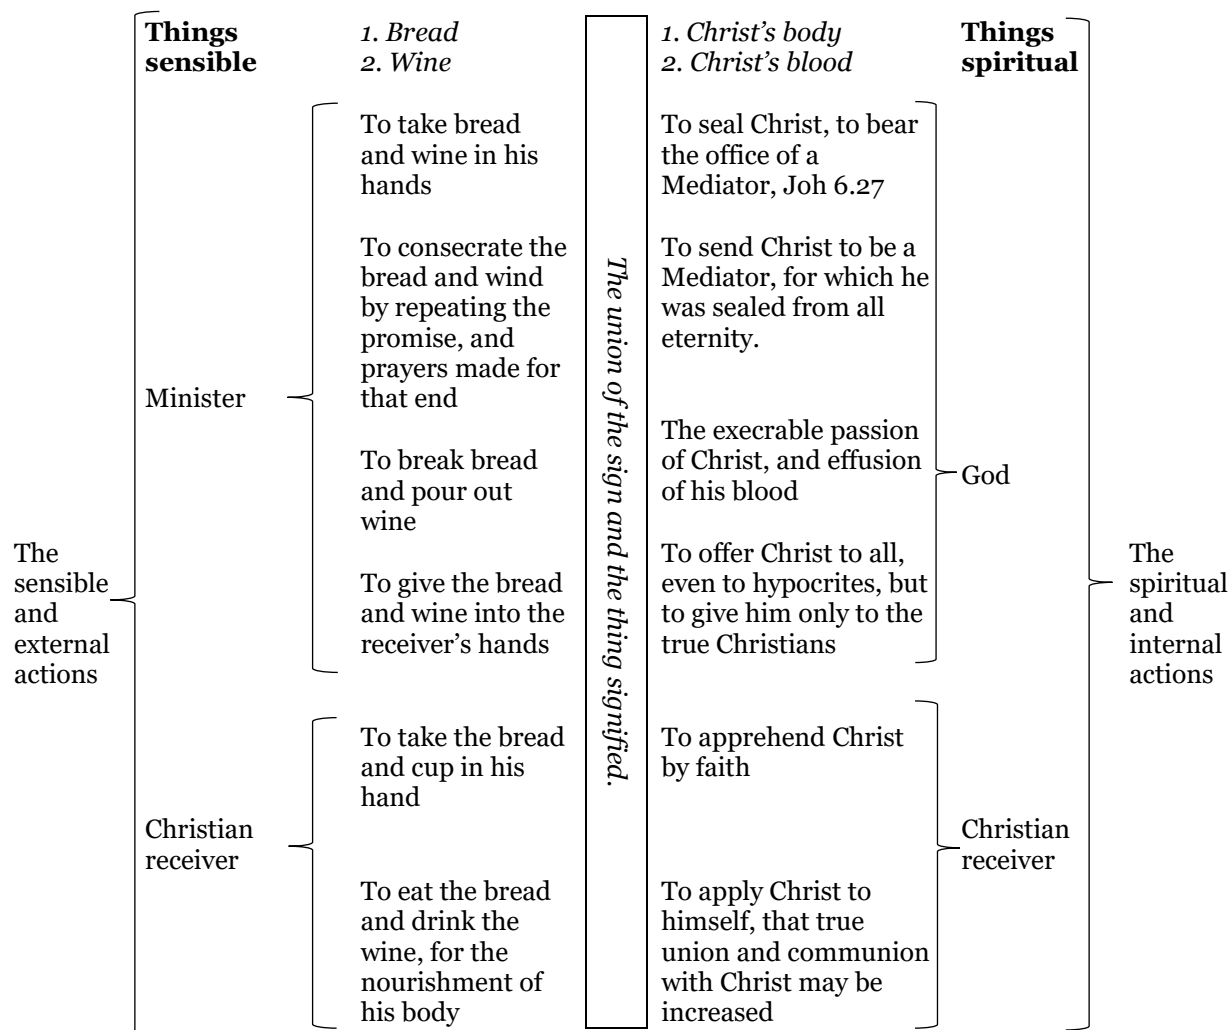 Things
sensible
1. Bread
2. Wine
1. Christ's body
2. Christ's blood
Things
spiritual
The
sensible
and
external
actions
Minister
To take bread
and wine in his
hands
To consecrate the
bread and wind
by repeating the
promise, and
prayers made for
that end
To break bread
and pour out
wine
To give the bread
and wine into the
receiver's hands
Christian
receiver
To take the bread
and cup in his
hand
To eat the bread
and drink the
wine, for the
nourishment of
his body
The union of the sign and the thing signified.
To seal Christ, to bear
the office of a
Mediator, Joh 6.27
To send Christ to be a
Mediator, for which he
was sealed from all
eternity.
The execrable passion
of Christ, and effusion
of his blood
To offer Christ to all,
even to hypocrites, but
to give him only to the
true Christians
God
To apprehend Christ
by faith
To apply Christ to
himself, that true
union and communion
with Christ may be
increased
Christian
receiver
The
spiritual
and
internal
actions